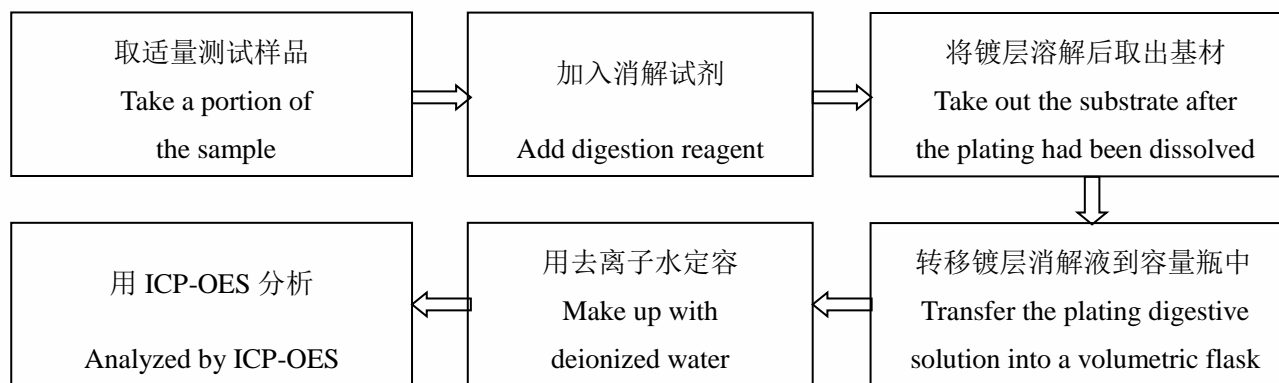 取适量测试样品
Take a portion of
the sample
加入消解试剂
Add digestion reagent
将镀层溶解后取出基材
Take out the substrate after
the plating had been dissolved
转移镀层消解液到容量瓶中
Transfer the plating digestive
solution into a volumetric flask
用去离子水定容
Make up with
deionized water
用 ICP-OES 分析
Analyzed by ICP-OES